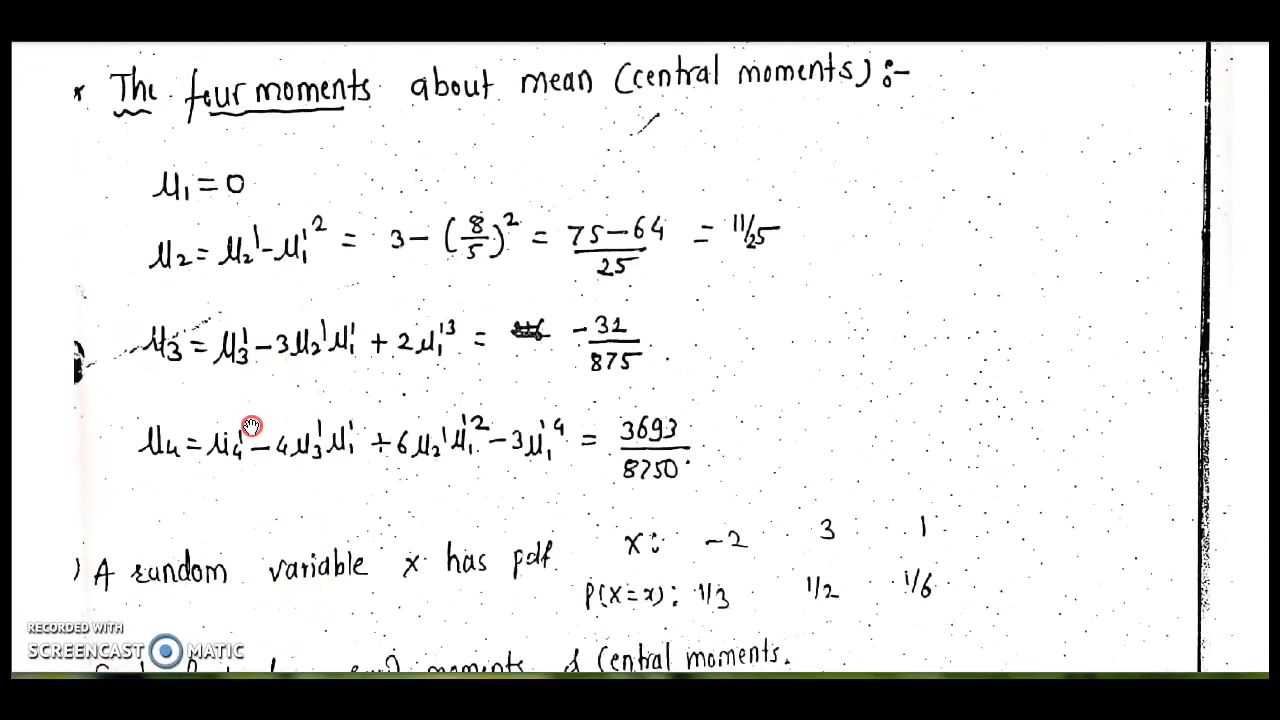 * The four moments about mean (central moments) :-
μ₁ = 0
μ₂ = μ₂' - μ₁'² = 3 - (8/5)² = 75-64/25 = 11/25
μ₃ = μ₃' - 3μ₂'μ₁' + 2μ₁'³ = -32/875
μ₄ = μ₄' - 4μ₃'μ₁' + 6μ₂'μ₁'² - 3μ₁'⁴ = 3693/8750.
) A random variable x has pdf. x: -2 3 1
P(X=x): 1/3 1/2 1/6
moments & Central moments.
RECORDED WITH
SCREENCAST MATIC